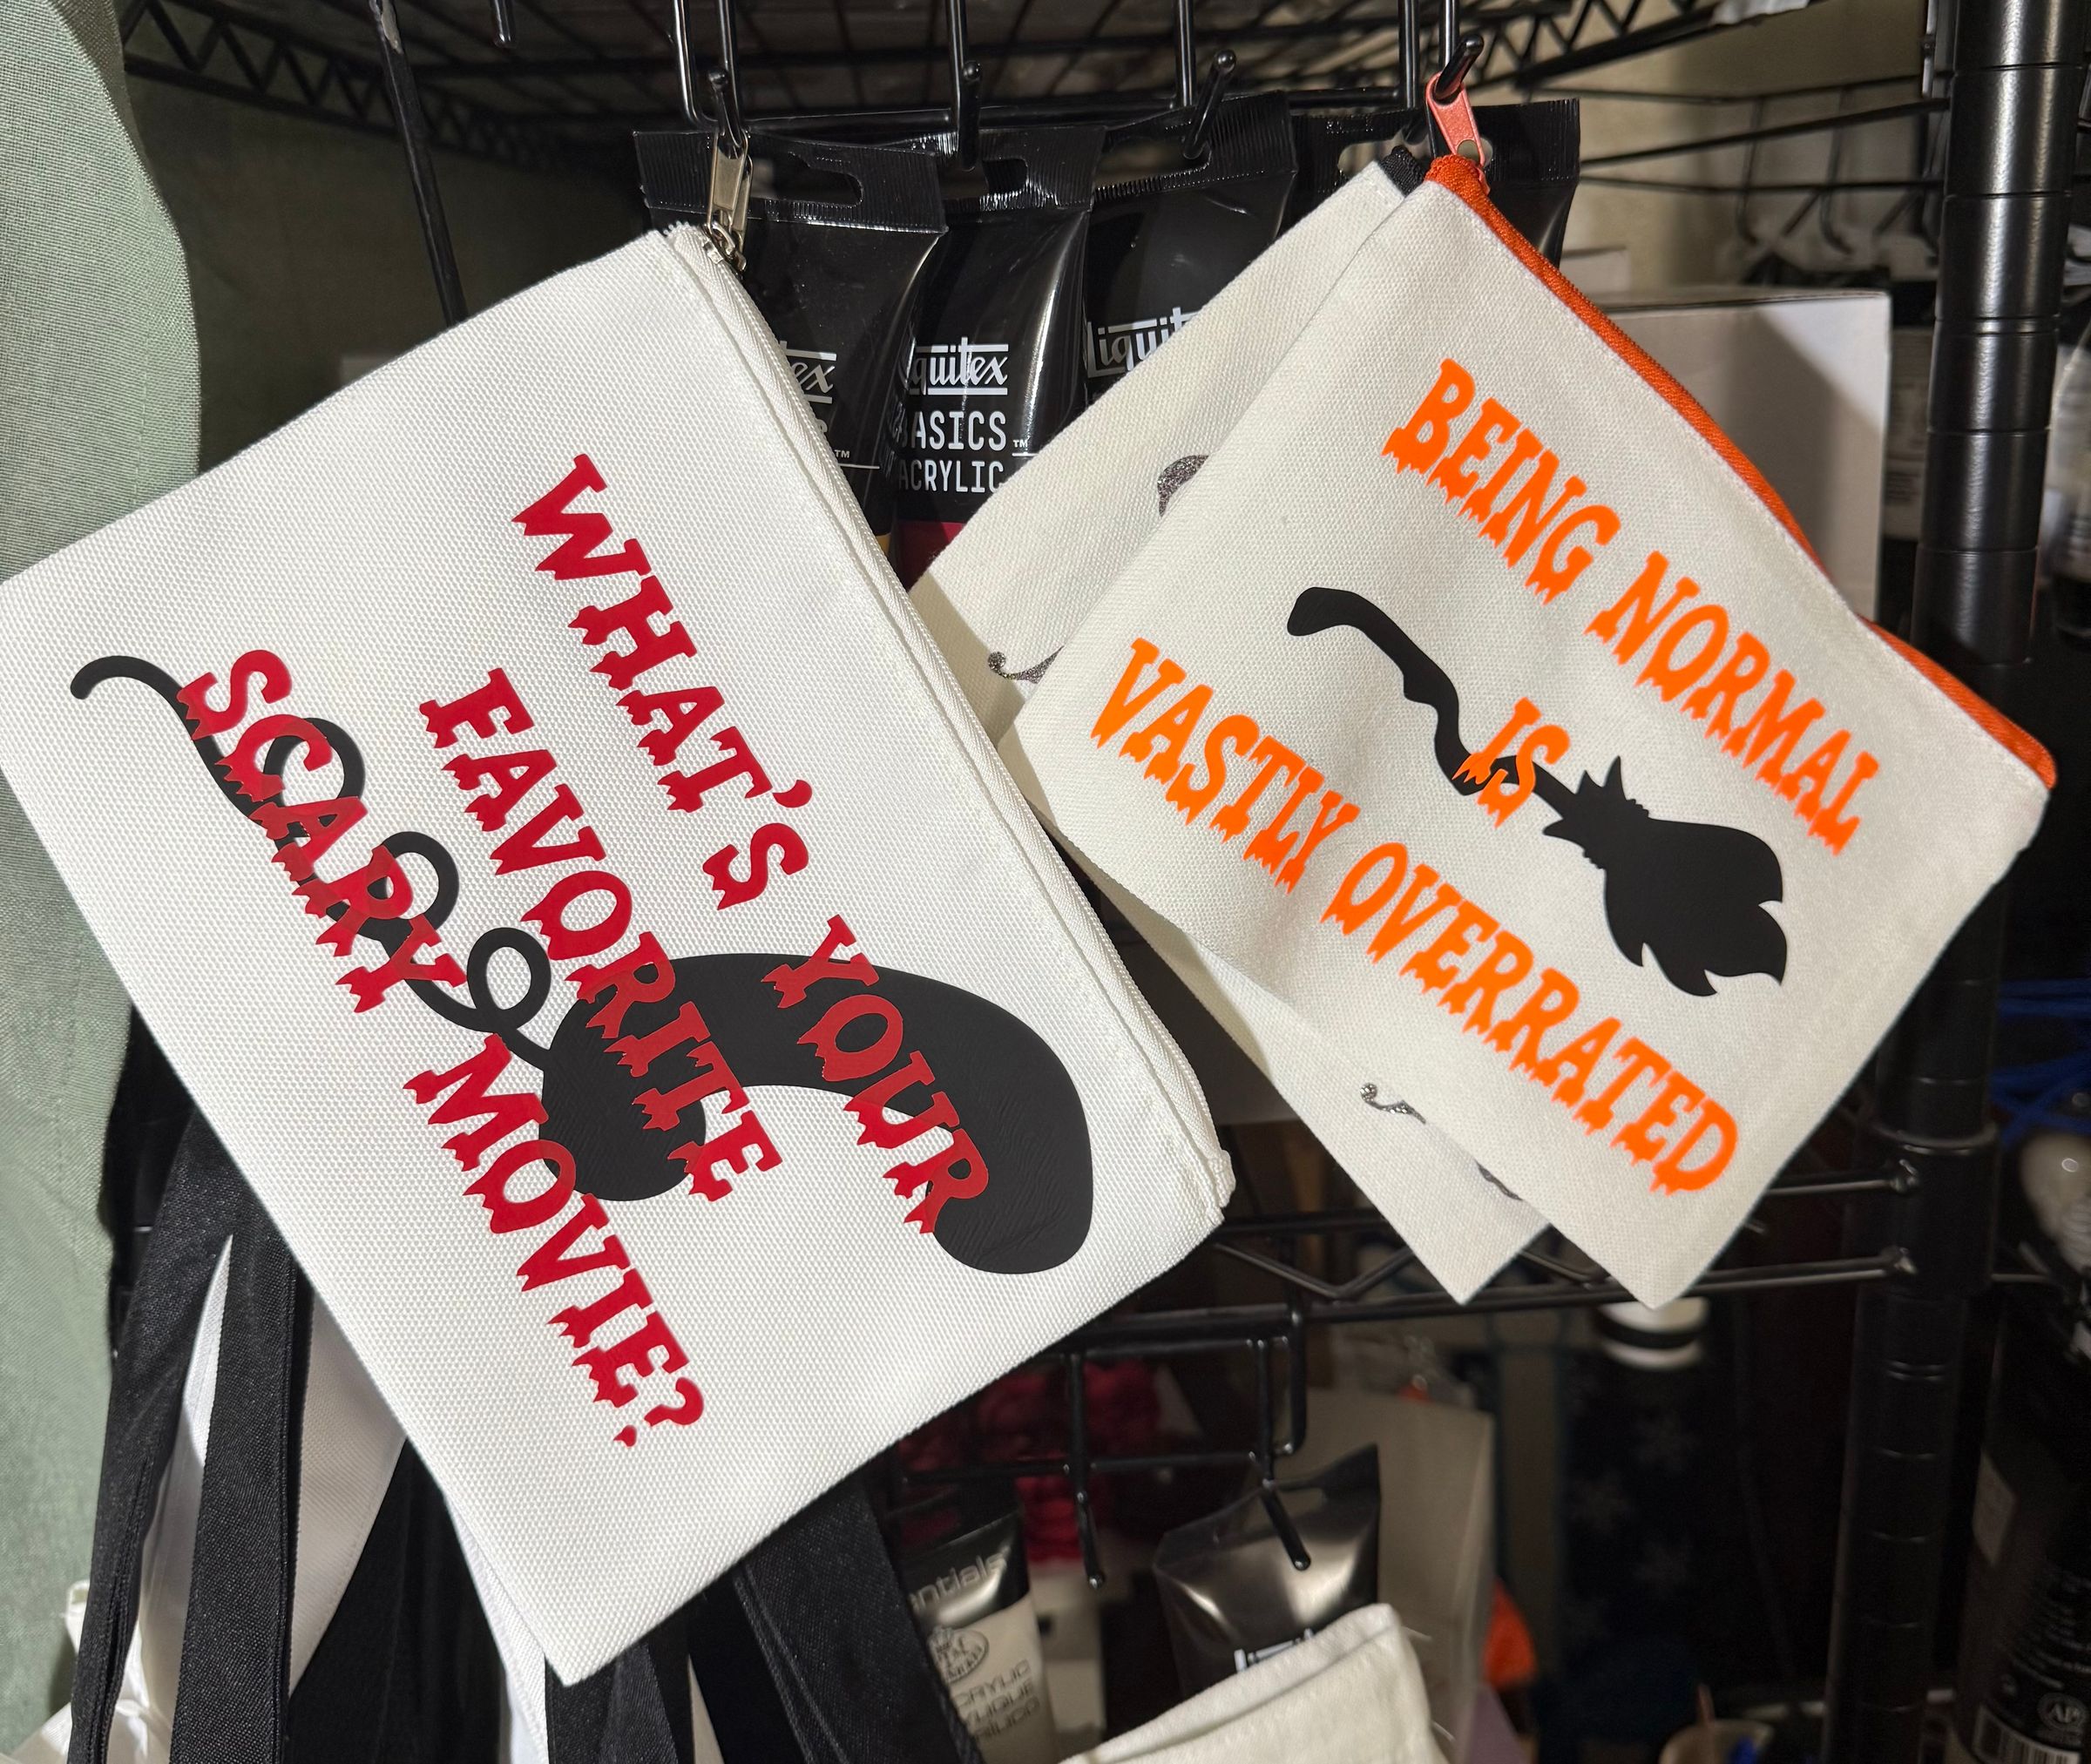 WHAT'S YOUR
FAVORITE
SCARY MOVIE?
BEING NORMAL
IS
VASTLY OVERRATED
Liquitex
BASICS
ACRYLIC